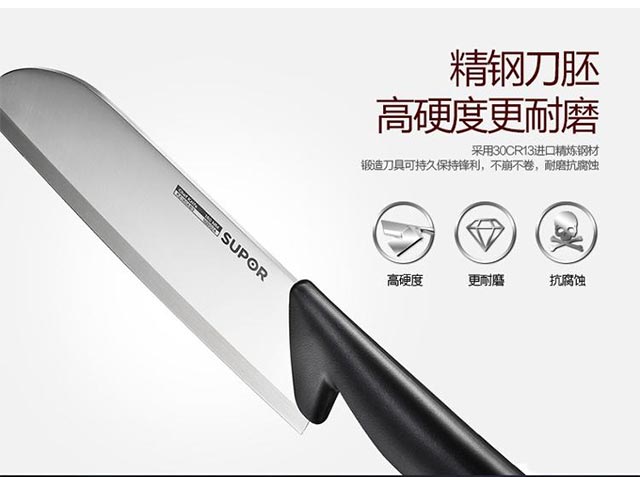 精钢刀胚
高硬度更耐磨
采用30CR13进口精炼钢材
锻造刀具可持久保持锋利，不崩不卷，耐磨抗腐蚀
高硬度
更耐磨
抗腐蚀
SUPOR